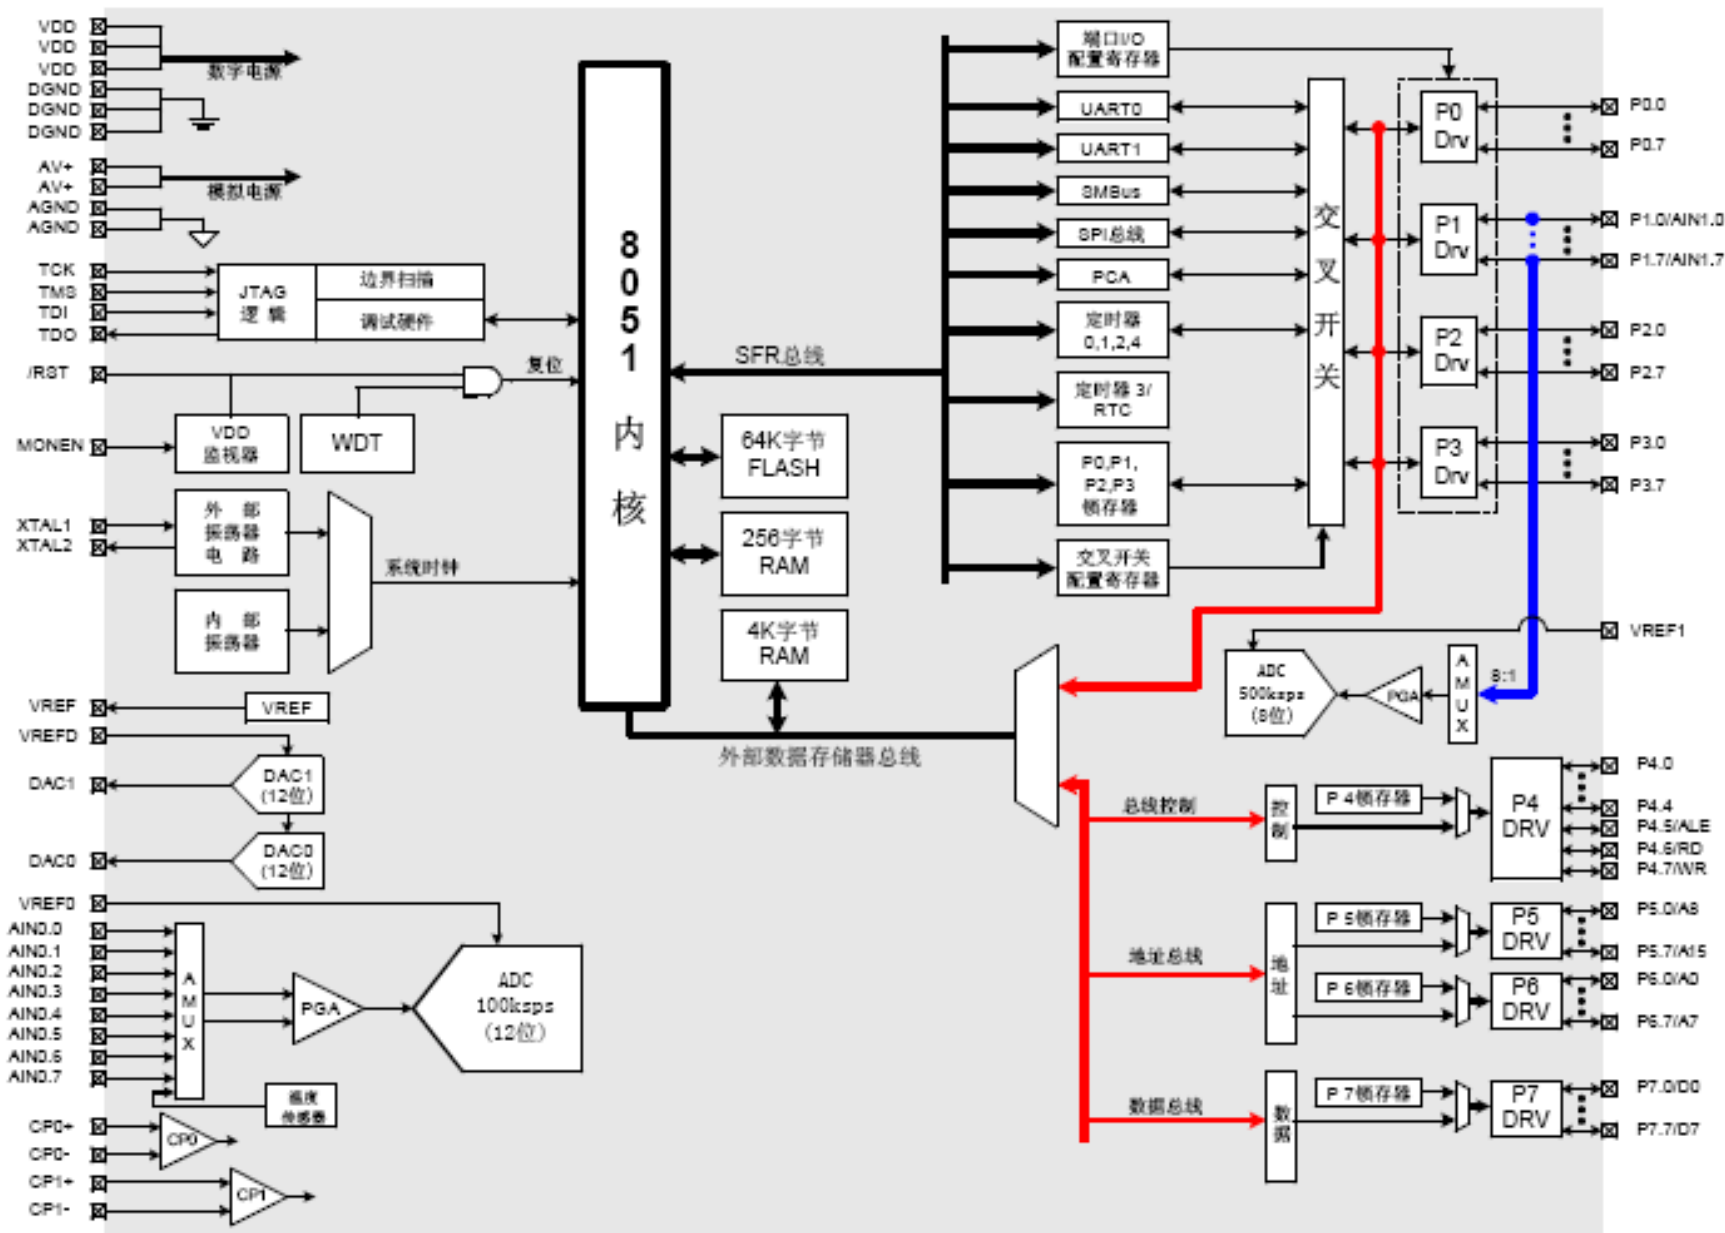 VDD
VDD
VDD
数字电源
DGND
DGND
DGND
AV+
AV+
模拟电源
AGND
AGND
TCK
TMS
TDI
TDO
JTAG
逻 辑
边界扫描
调试硬件
/RST
复位
MONEN
VDD
监视器
WDT
XTAL1
XTAL2
外 部
振荡器
电 路
内 部
振荡器
系统时钟
VREF
VREF
VREFD
DAC1
DAC1
(12位)
DAC0
DAC0
(12位)
VREF0
AIN0.0
AIN0.1
AIN0.2
AIN0.3
AIN0.4
AIN0.5
AIN0.6
AIN0.7
A
M
U
X
PGA
ADC
100ksps
(12位)
温度
传感器
CP0+
CP0-
CP0
CP1+
CP1-
CP1
8
0
5
1
内
核
SFR总线
64K字节
FLASH
256字节
RAM
4K字节
RAM
外部数据存储器总线
端口I/O
配置寄存器
UART0
UART1
SMBus
SPI总线
PCA
定时器
0,1,2,4
定时器 3/
RTC
P0,P1,
P2,P3
锁存器
交叉开关
配置寄存器
交
叉
开
关
P0
Drv
P1
Drv
P2
Drv
P3
Drv
P0.0
P0.7
P1.0/AIN1.0
P1.7/AIN1.7
P2.0
P2.7
P3.0
P3.7
VREF1
ADC
500ksps
(8位)
PGA
A
M
U
X
8:1
总线控制
控
制
P 4锁存器
P4
DRV
P4.0
P4.4
P4.5/ALE
P4.6/RD
P4.7/WR
地址总线
地
址
P 5锁存器
P5
DRV
P5.0/A8
P5.7/A15
P 6锁存器
P6
DRV
P6.0/A0
P6.7/A7
数据总线
数
据
P 7锁存器
P7
DRV
P7.0/D0
P7.7/D7